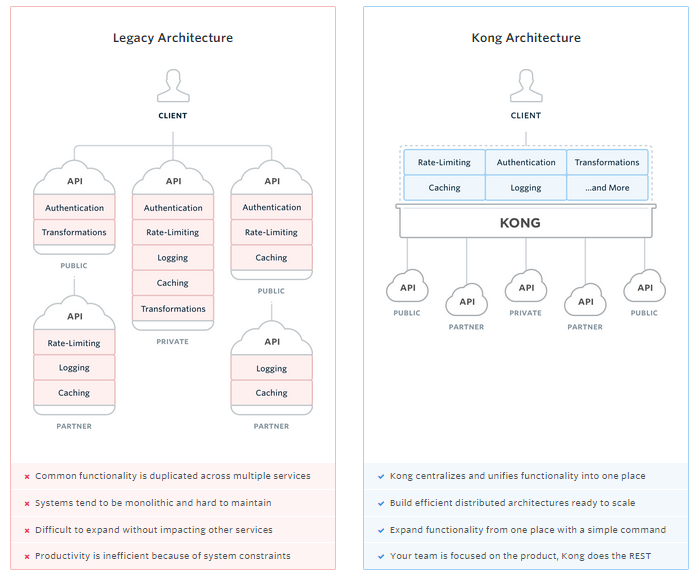 Legacy Architecture
CLIENT
API
Authentication
Transformations
PUBLIC
API
Rate-Limiting
Logging
Caching
PARTNER
API
Authentication
Rate-Limiting
Logging
Caching
Transformations
PRIVATE
API
Authentication
Rate-Limiting
Caching
PUBLIC
API
Logging
Caching
PARTNER
× Common functionality is duplicated across multiple services
× Systems tend to be monolithic and hard to maintain
× Difficult to expand without impacting other services
× Productivity is inefficient because of system constraints
Kong Architecture
CLIENT
Rate-Limiting Authentication Transformations
Caching Logging ...and More
KONG
API
PUBLIC
API
PARTNER
API
PRIVATE
API
PARTNER
API
PUBLIC
✓ Kong centralizes and unifies functionality into one place
✓ Build efficient distributed architectures ready to scale
✓ Expand functionality from one place with a simple command
✓ Your team is focused on the product, Kong does the REST